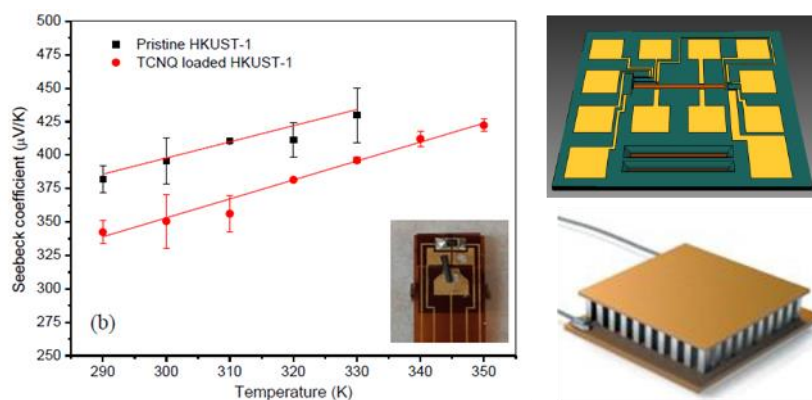 500
475
450
425
400
375
350
325
300
275
250
Seebeck coefficient (µV/K)
Pristine HKUST-1
TCNQ loaded HKUST-1
(b)
290 300 310 320 330 340 350
Temperature (K)